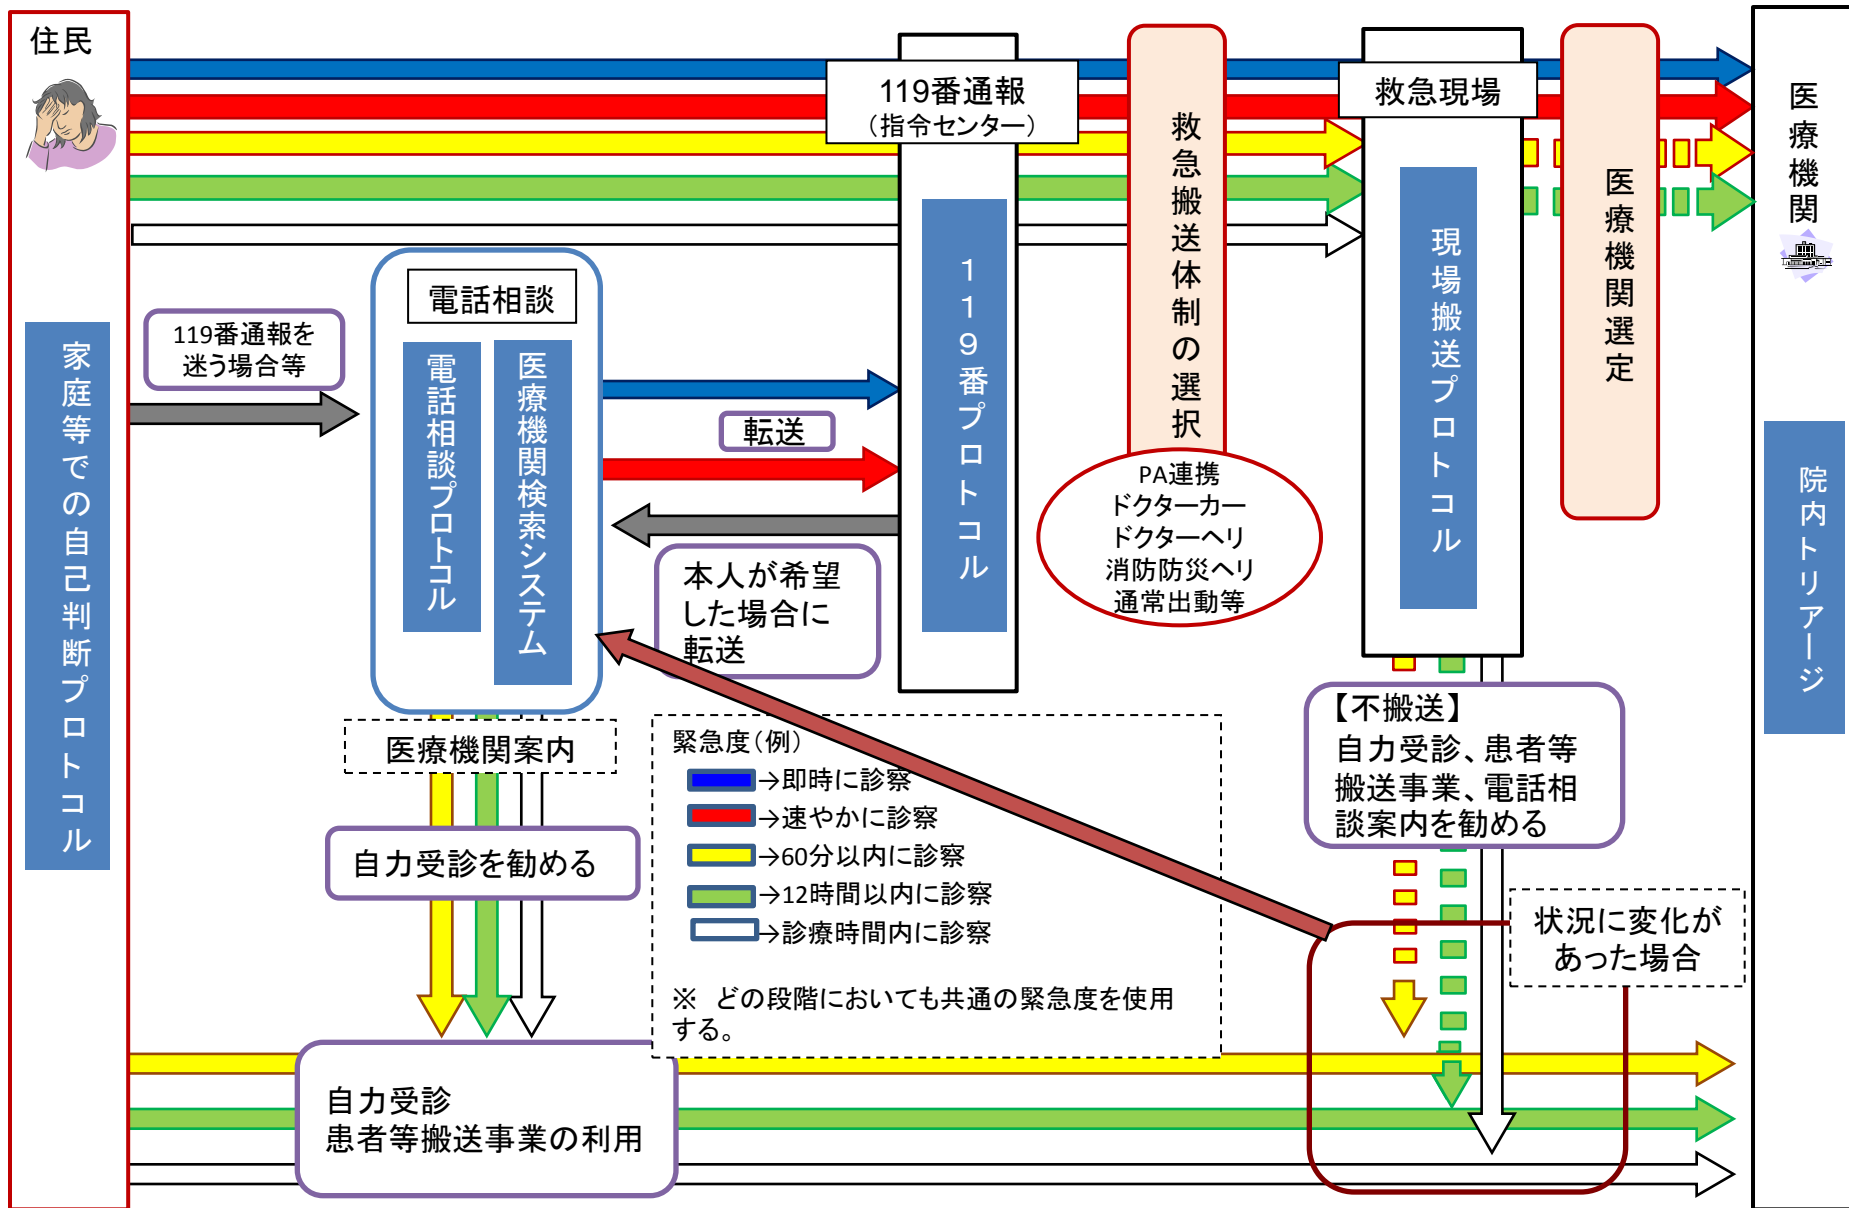 住民
家庭等での自己判断プロトコル
119番通報を
迷う場合等
電話相談
電話相談プロトコル
医療機関検索システム
転送
本人が希望
した場合に
転送
119番通報
（指令センター）
１１９番プロトコル
救急搬送体制の選択
PA連携
ドクターカー
ドクターヘリ
消防防災ヘリ
通常出動等
救急現場
現場搬送プロトコル
医療機関選定
医療機関
院内トリアージ
医療機関案内
自力受診を勧める
緊急度（例）
→即時に診察
→速やかに診察
→60分以内に診察
→12時間以内に診察
→診療時間内に診察
※　どの段階においても共通の緊急度を使用
する。
【不搬送】
自力受診、患者等
搬送事業、電話相
談案内を勧める
状況に変化が
あった場合
自力受診
患者等搬送事業の利用